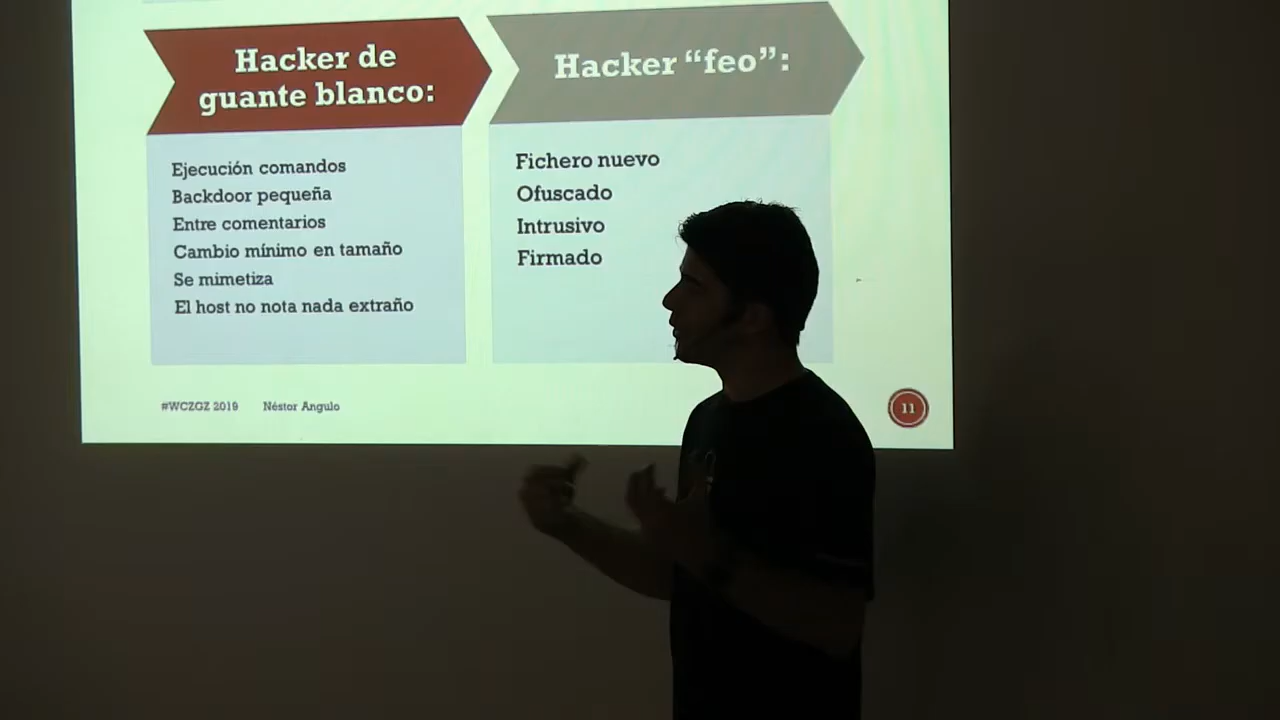 Hacker de
guante blanco:
Ejecución comandos
Backdoor pequeña
Entre comentarios
Cambio mínimo en tamaño
Se mimetiza
El host no nota nada extraño
Hacker “feo”:
Fichero nuevo
Ofuscado
Intrusivo
Firmado
#WCZGZ 2019 Néstor Angulo
11